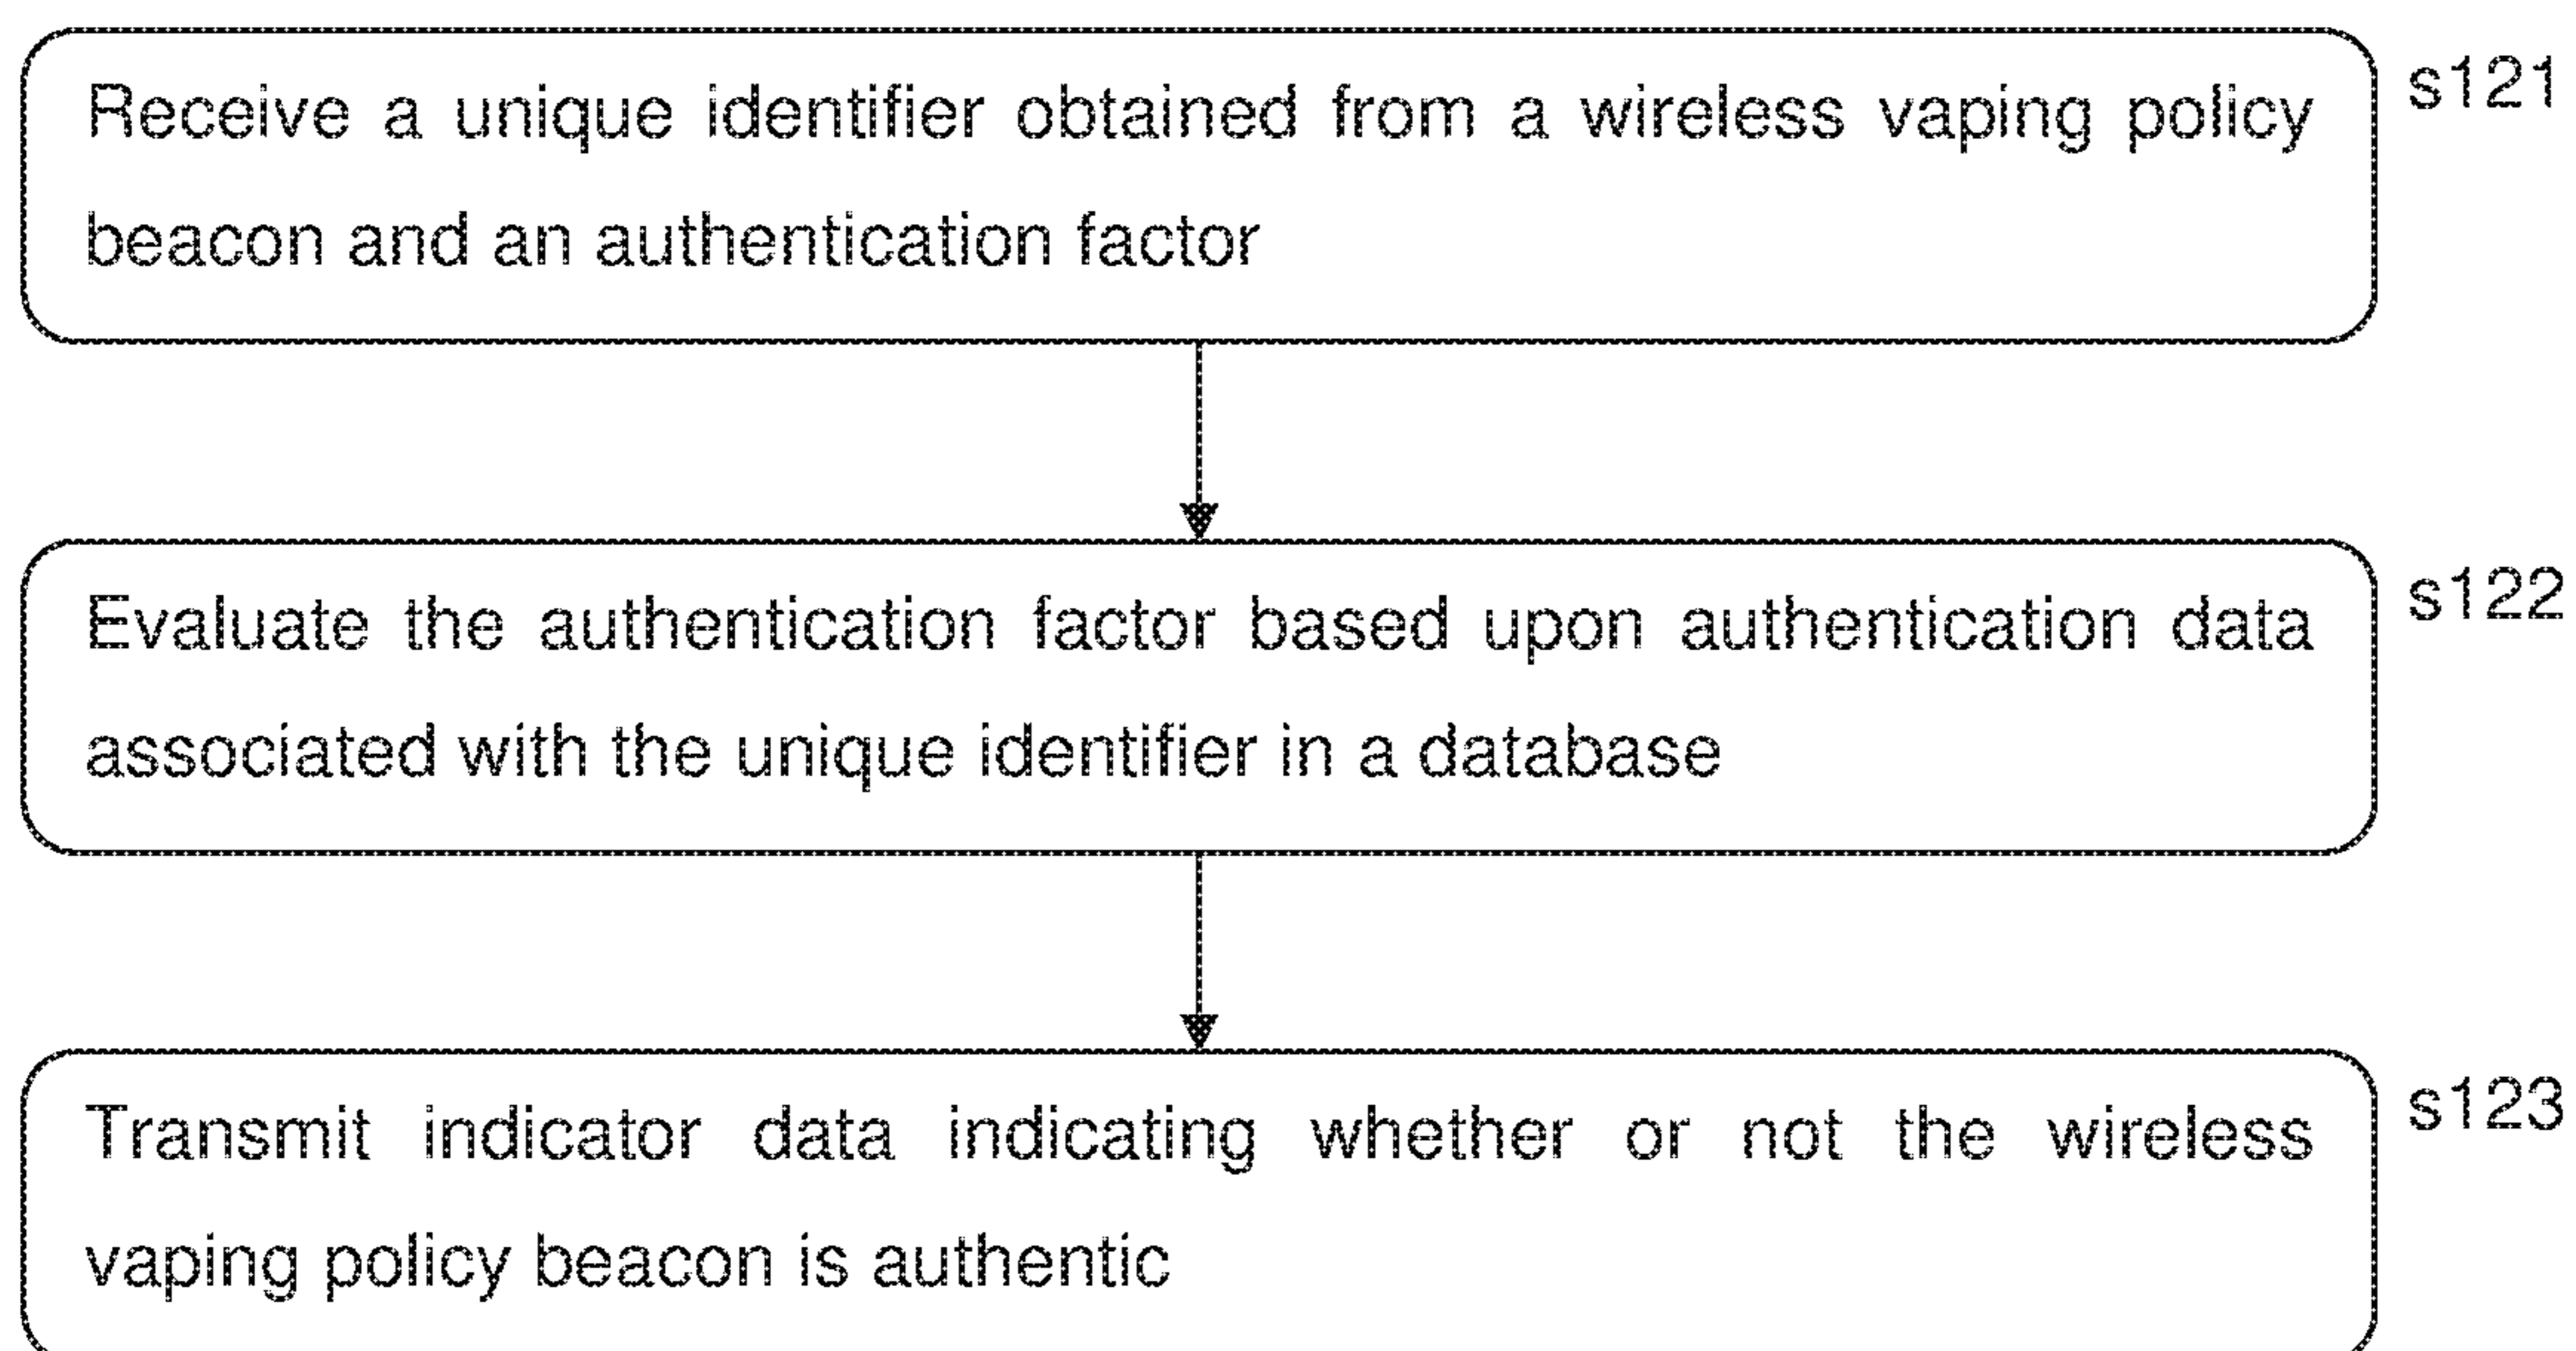 Receive a unique identifier obtained from a wireless vaping policy
s121
beacon and an authentication factor
Evaluate the authentication factor based upon authentication data
s122
associated with the unique identifier in a database
Transmit indicator data indicating whether or not the wireless
s123
vaping policy beacon is authentic